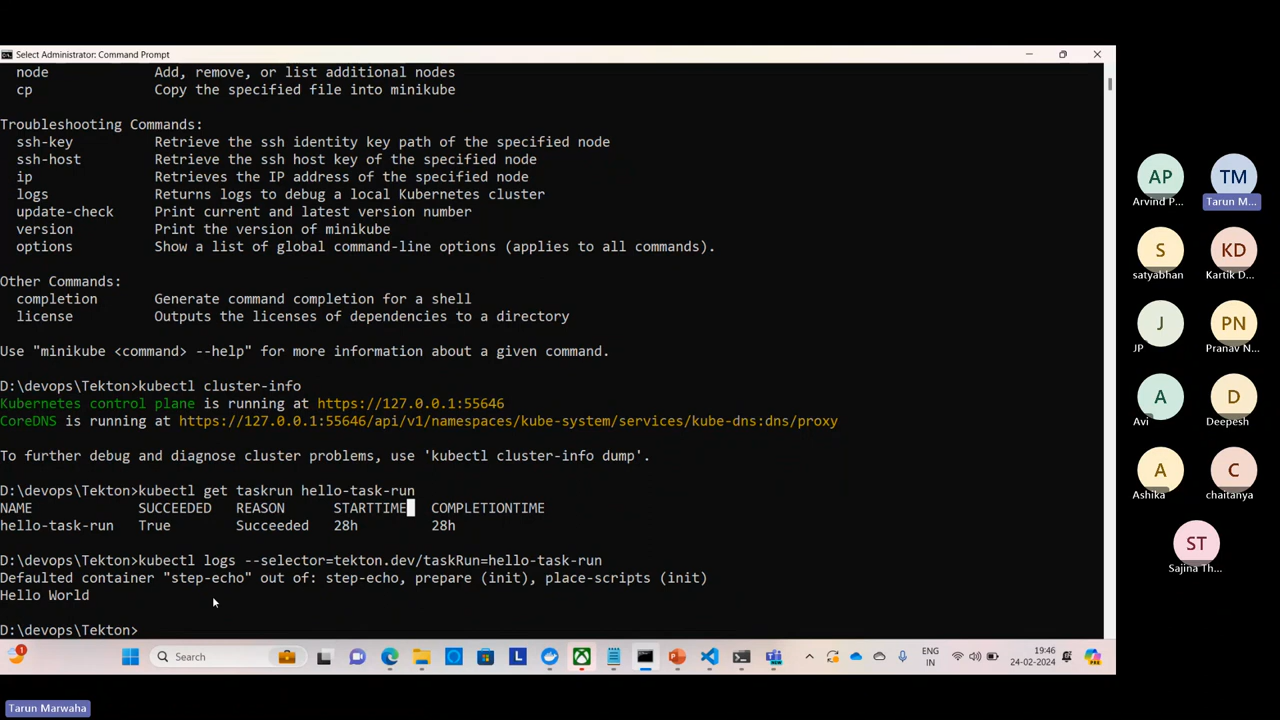 Select Administrator: Command Prompt
node Add, remove, or list additional nodes
cp Copy the specified file into minikube
Troubleshooting Commands:
ssh-key Retrieve the ssh identity key path of the specified node
ssh-host Retrieve the ssh host key of the specified node
ip Retrieves the IP address of the specified node
logs Returns logs to debug a local Kubernetes cluster
update-check Print current and latest version number
version Print the version of minikube
options Show a list of global command-line options (applies to all commands).
Other Commands:
completion Generate command completion for a shell
license Outputs the licenses of dependencies to a directory
Use "minikube <command> --help" for more information about a given command.
D:\devops\Tekton>kubectl cluster-info
Kubernetes control plane is running at https://127.0.0.1:55646
CoreDNS is running at https://127.0.0.1:55646/api/v1/namespaces/kube-system/services/kube-dns:dns/proxy
To further debug and diagnose cluster problems, use 'kubectl cluster-info dump'.
D:\devops\Tekton>kubectl get taskrun hello-task-run
NAME SUCCEEDED REASON STARTTIME COMPLETIONTIME
hello-task-run True Succeeded 28h 28h
D:\devops\Tekton>kubectl logs --selector=tekton.dev/taskRun=hello-task-run
Defaulted container "step-echo" out of: step-echo, prepare (init), place-scripts (init)
Hello World
D:\devops\Tekton>
1
Search
L
ENG
IN
19:46
24-02-2024
AP
Arvind P...
TM
Tarun M...
S
satyabhan
KD
Kartik D...
J
JP
PN
Pranav N...
A
Avi
D
Deepesh
A
Ashika
C
chaitanya
ST
Sajina Th...
Tarun Marwaha